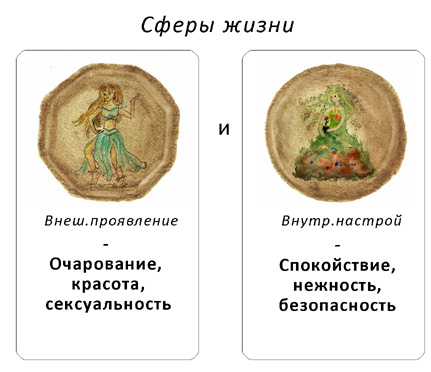 Сферы жизни
и
Внеш.проявление
-
Очарование,
красота,
сексуальность
Внутр.настрой
-
Спокойствие,
нежность,
безопасность